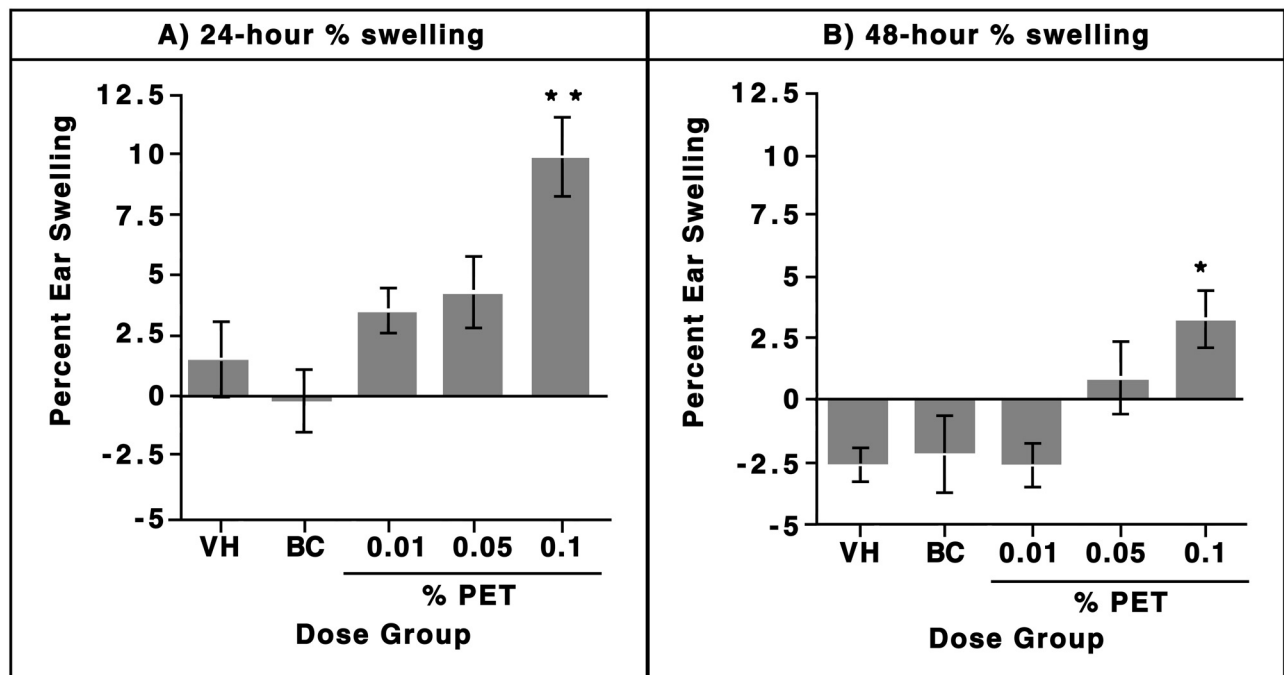 A) 24-hour % swelling
Percent Ear Swelling
12.5
* *
10
7.5
5
2.5
0
-2.5
-5
VH BC 0.01 0.05 0.1
% PET
Dose Group
B) 48-hour % swelling
Percent Ear Swelling
12.5
10
7.5
5
*
2.5
0
-2.5
-5
VH BC 0.01 0.05 0.1
% PET
Dose Group